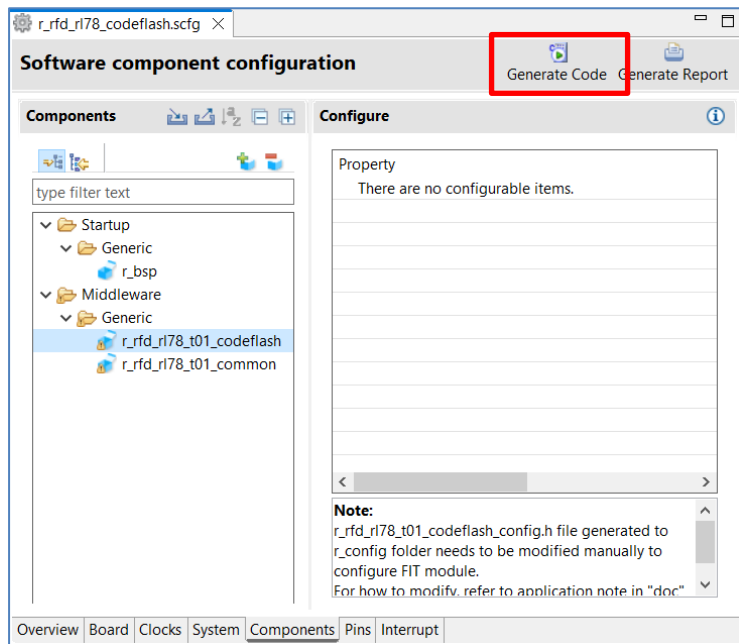 r_rfd_rl78_codeflash.scfg
Software component configuration
Generate Code
Generate Report
Components
Configure
type filter text
Startup
Generic
r_bsp
Middleware
Generic
r_rfd_rl78_t01_codeflash
r_rfd_rl78_t01_common
Property
There are no configurable items.
Note:
r_rfd_rl78_t01_codeflash_config.h file generated to
r_config folder needs to be modified manually to
configure FIT module.
For how to modify, refer to application note in "doc"
Overview Board Clocks System Components Pins Interrupt